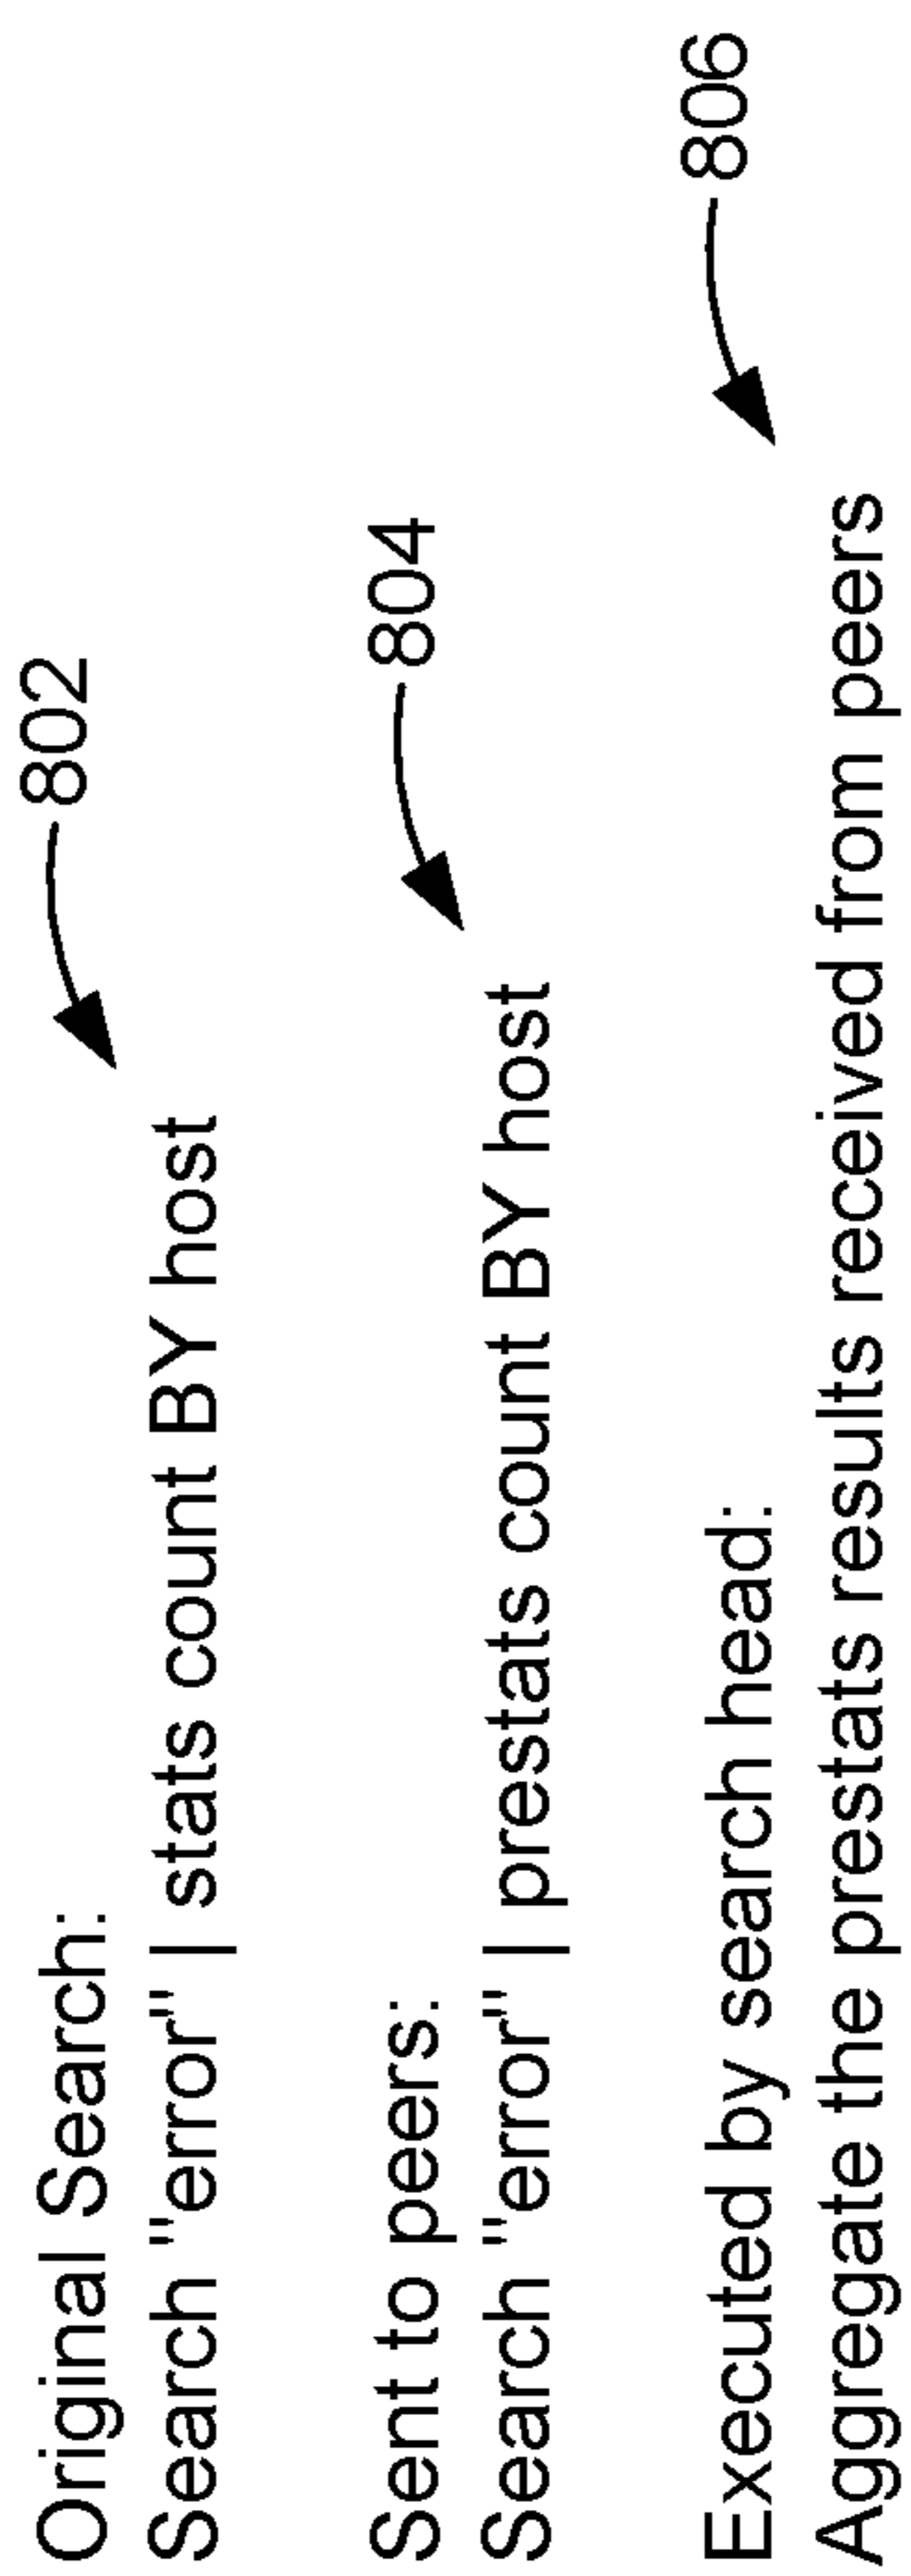 Original Search: 802
Search "error" | stats count BY host
Sent to peers: 804
Search "error" | prestats count BY host
Executed by search head: 806
Aggregate the prestats results received from peers